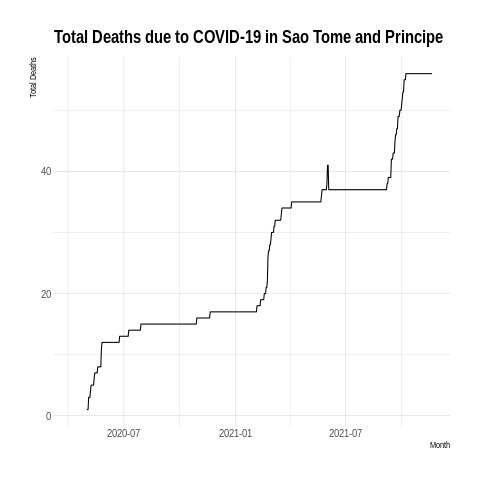 Total Deaths due to COVID-19 in Sao Tome and Principe
Total Deaths
40
20
0
2020-07
2021-01
2021-07
Month